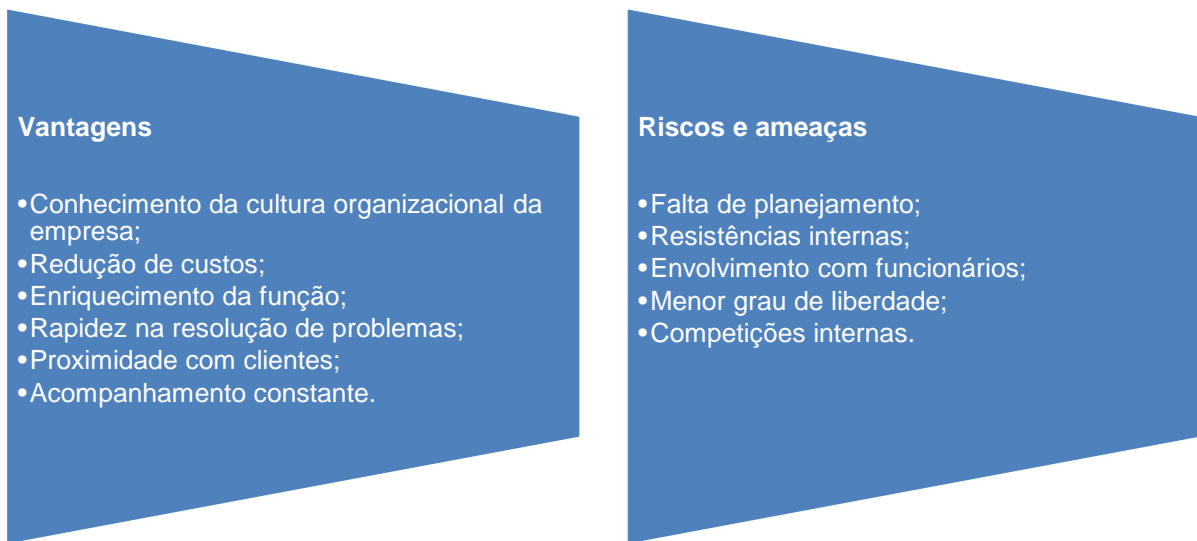 Vantagens
•Conhecimento da cultura organizacional da
empresa;
•Redução de custos;
•Enriquecimento da função;
•Rapidez na resolução de problemas;
•Proximidade com clientes;
•Acompanhamento constante.
Riscos e ameaças
•Falta de planejamento;
•Resistências internas;
•Envolvimento com funcionários;
•Menor grau de liberdade;
•Competições internas.